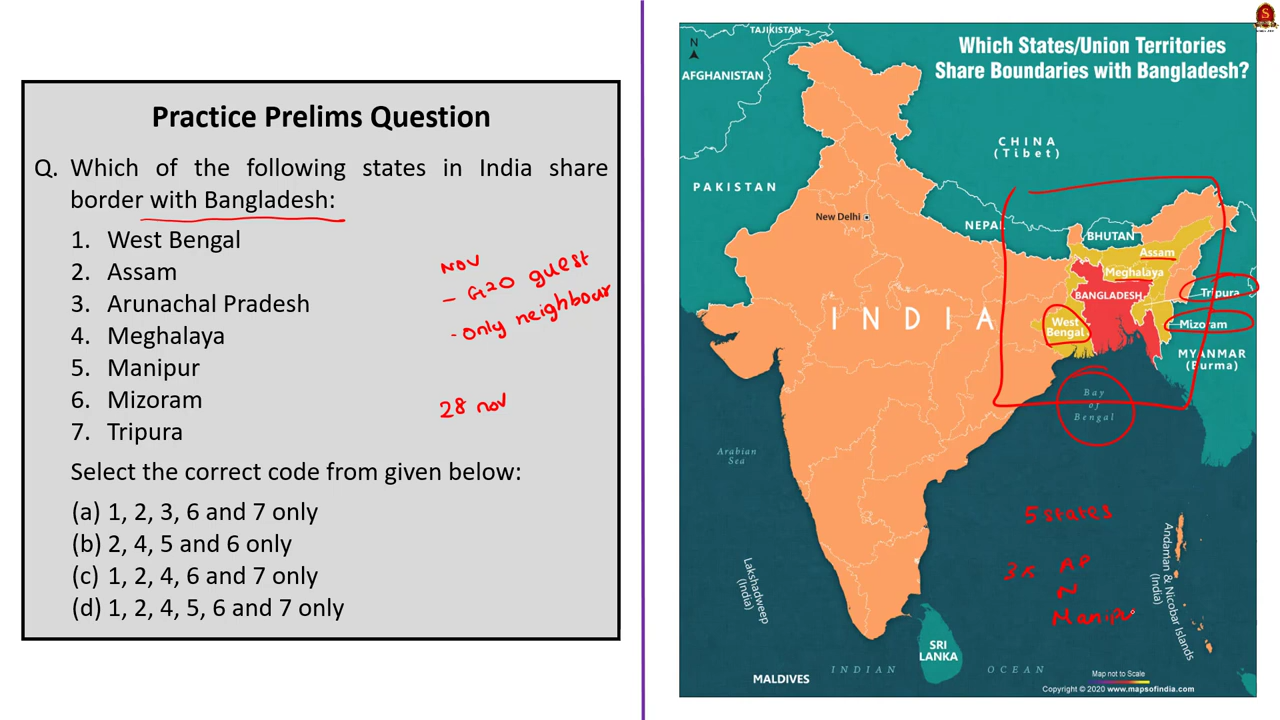 Practice Prelims Question
Q. Which of the following states in India share
border with Bangladesh:
1. West Bengal
2. Assam
3. Arunachal Pradesh
4. Meghalaya
5. Manipur
6. Mizoram
7. Tripura
Select the correct code from given below:
(a) 1, 2, 3, 6 and 7 only
(b) 2, 4, 5 and 6 only
(c) 1, 2, 4, 6 and 7 only
(d) 1, 2, 4, 5, 6 and 7 only
Nov
- G20 guest
- Only neighbour
28 nov
Which States/Union Territories
Share Boundaries with Bangladesh?
N
TAJIKISTAN
AFGHANISTAN
CHINA
(Tibet)
PAKISTAN
New Delhi
NEPAL
BHUTAN
Assam
Meghalaya
BANGLADESH
Tripura
West
Bengal
Mizoram
INDIA
MYANMAR
(Burma)
Bay
of
Bengal
Arabian
Sea
5 states
3x AP
N
Manipu
Lakshadweep
(India)
Andaman & Nicobar Islands
(India)
SRI
LANKA
INDIAN OCEAN
MALDIVES
Map not to Scale
Copyright © 2020 www.mapsofindia.com